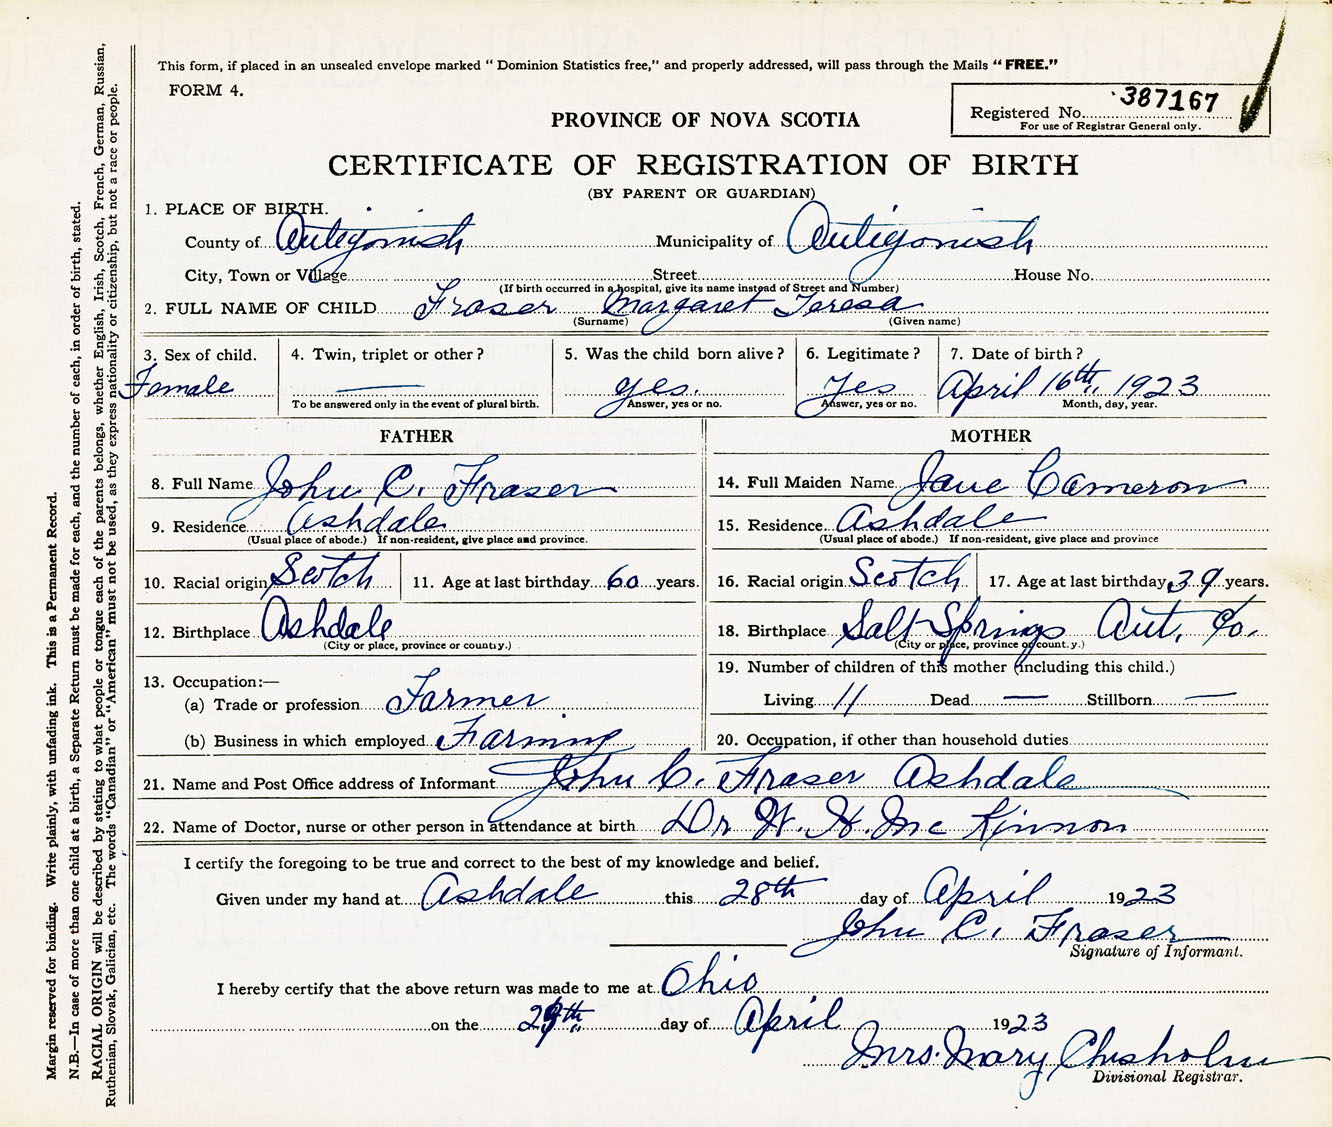 This form, if placed in an unsealed envelope marked “ Dominion Statistics free,” and properly addressed, will pass through the Mails “ FREE.”
FORM 4.
Registered No. 387167
For use of Registrar General only.
PROVINCE OF NOVA SCOTIA
CERTIFICATE OF REGISTRATION OF BIRTH
(BY PARENT OR GUARDIAN)
1. PLACE OF BIRTH.
County of Antigonish Municipality of Antigonish
City, Town or Village Street House No.
(If birth occurred in a hospital, give its name instead of Street and Number)
2. FULL NAME OF CHILD Fraser Margaret Teresa
(Surname) (Given name)
3. Sex of child. 4. Twin, triplet or other ? 5. Was the child born alive ? 6. Legitimate ? 7. Date of birth ?
Female — yes. Yes April 16th, 1923
To be answered only in the event of plural birth. Answer, yes or no. Answer, yes or no. Month, day, year.
FATHER
8. Full Name John C. Fraser
9. Residence Ashdale
(Usual place of abode.) If non-resident, give place and province.
10. Racial origin Scotch 11. Age at last birthday 60 years.
12. Birthplace Ashdale
(City or place, province or county.)
13. Occupation:—
(a) Trade or profession Farmer
(b) Business in which employed Farming
MOTHER
14. Full Maiden Name Jane Cameron
15. Residence Ashdale
(Usual place of abode.) If non-resident, give place and province
16. Racial origin Scotch 17. Age at last birthday 39 years.
18. Birthplace Salt Springs Ant. Co.
(City or place, province or count.y.)
19. Number of children of this mother (including this child.)
Living 11 Dead — Stillborn —
20. Occupation, if other than household duties
21. Name and Post Office address of Informant John C. Fraser Ashdale
22. Name of Doctor, nurse or other person in attendance at birth Dr W. H. Mc Kinnon
I certify the foregoing to be true and correct to the best of my knowledge and belief.
Given under my hand at Ashdale this 28th day of April 1923
John C. Fraser
Signature of Informant.
I hereby certify that the above return was made to me at Ohio
on the 29th day of April 1923
Mrs. Mary Chisholm
Divisional Registrar.
Margin reserved for binding. Write plainly, with unfading ink. This is a Permanent Record.
N.B.—In case of more than one child at a birth, a Separate Return must be made for each, and the number of each, in order of birth, stated.
RACIAL ORIGIN will be described by stating to what people or tongue each of the parents belongs, whether English, Irish, Scotch, French, German, Russian,
Ruthenian, Slovak, Galician, etc. The words “Canadian” or “American” must not be used, as they express nationality or citizenship, but not a race or people.